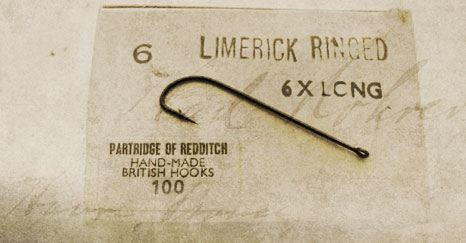 6 LIMERICK RINGED
6 X LONG
PARTRIDGE OF REDDITCH
HAND-MADE
BRITISH HOOKS
100